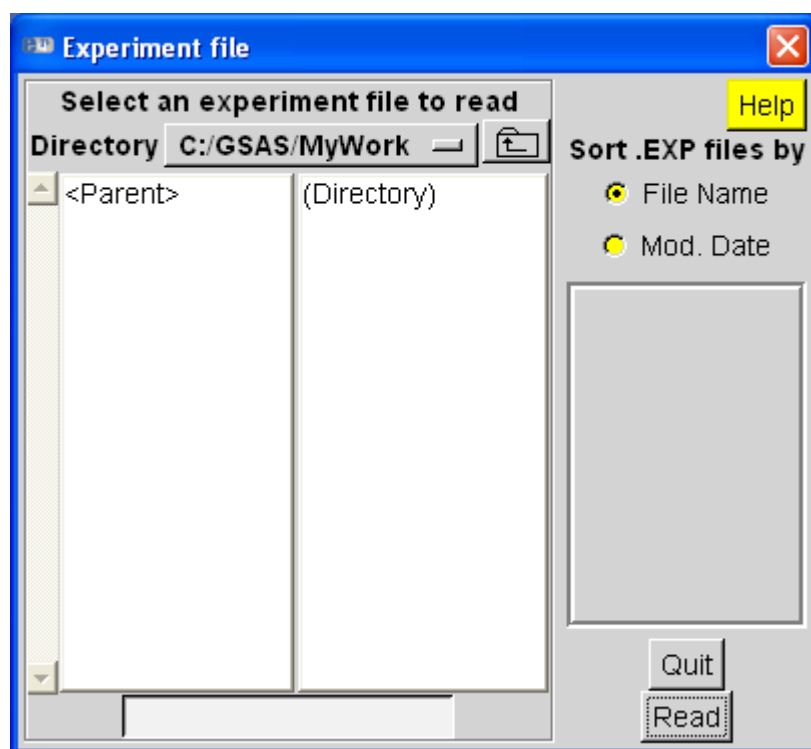 Experiment file
Select an experiment file to read
Help
Directory C:/GSAS/MyWork
Sort .EXP files by
<Parent> (Directory)
File Name
Mod. Date
Quit
Read